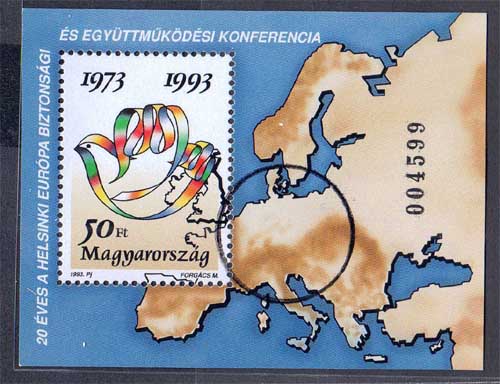 20 ÉVES A HELSINKI EURÓPA BIZTONSÁGI
ÉS EGYÜTTMŰKÖDÉSI KONFERENCIA
1973 1993
50 Ft
Magyarország
1993. Pj FORGÁCS M.
004599